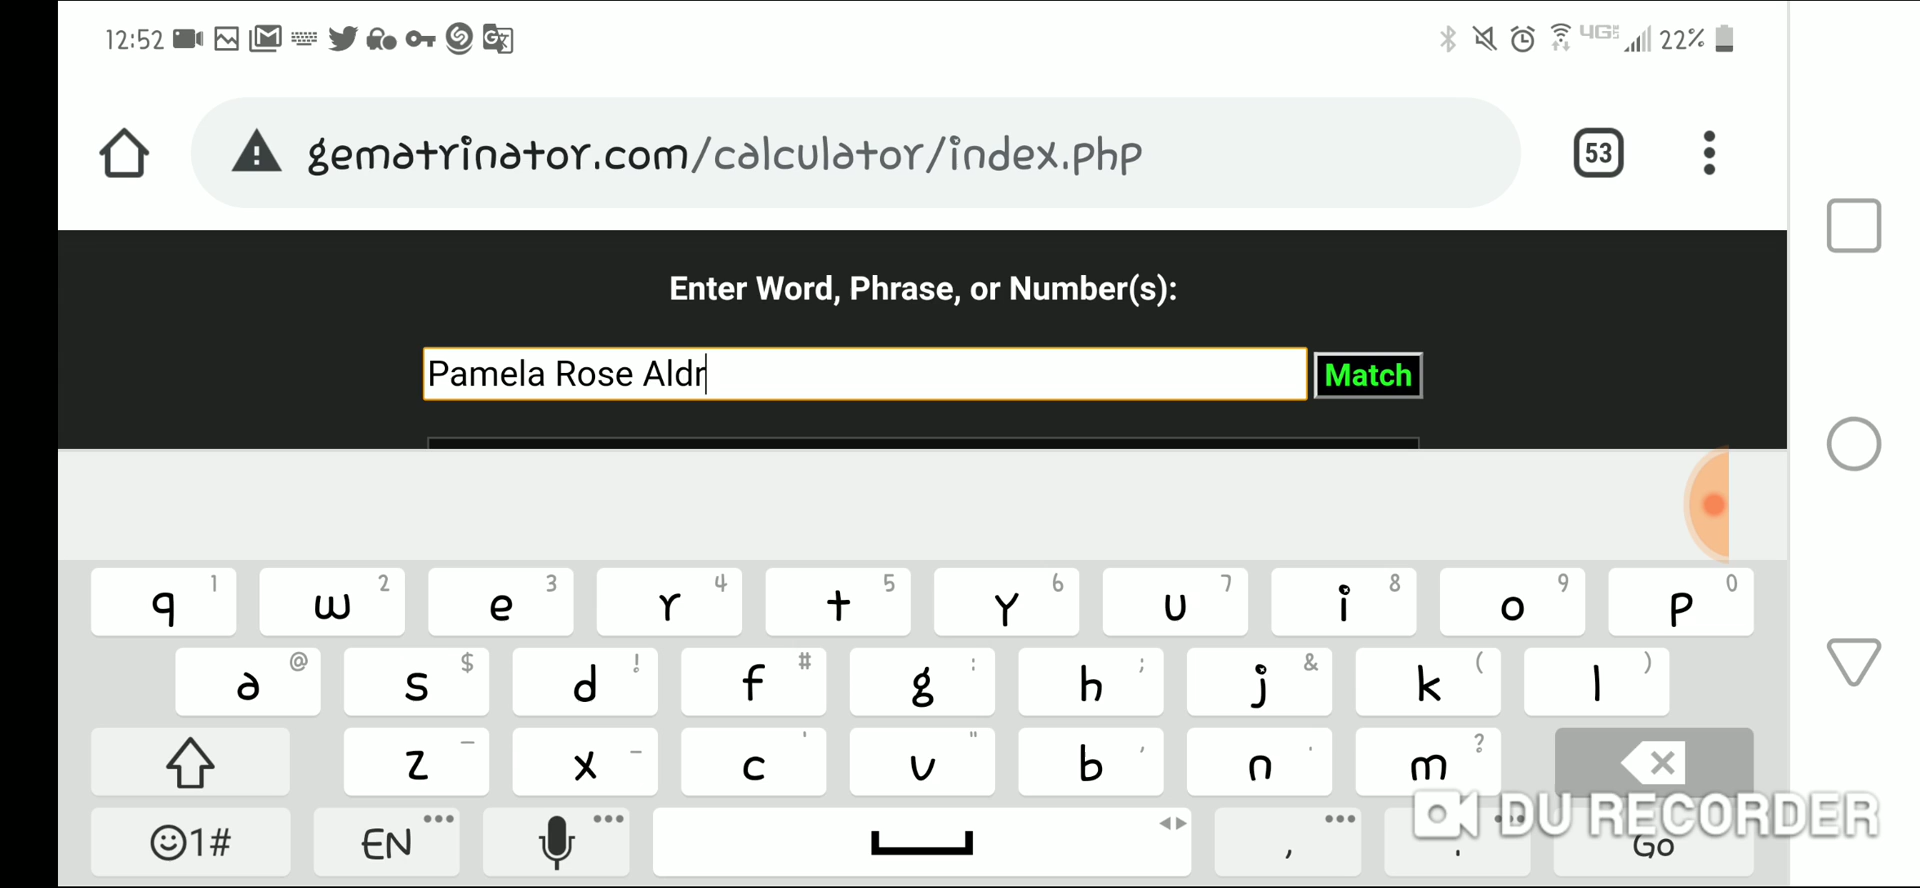 12:52 4GE 22%
gematrinator.com/calculator/index.php 53
Enter Word, Phrase, or Number(s):
Pamela Rose Aldr Match
q 1 w 2 e 3 r 4 t 5 y 6 u 7 i 8 o 9 p 0
a @ s $ d ! f # g : h ; j & k ( l )
z – x - c ' v " b , n . m ?
DU RECORDER
1# EN , . Go